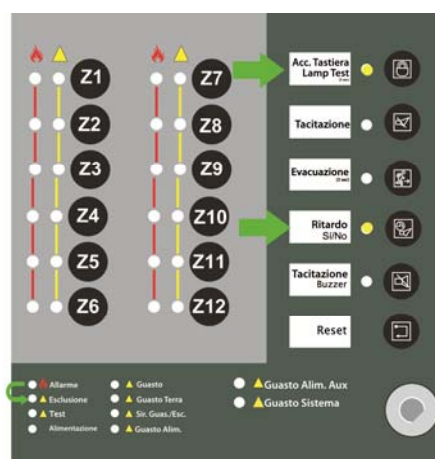 Z1
Z2
Z3
Z4
Z5
Z6
Z7
Z8
Z9
Z10
Z11
Z12
Acc. Tastiera
Lamp Test
Tacitazione
Evacuazione
Ritardo
Sì/No
Tacitazione
Buzzer
Reset
Allarme
Esclusione
Test
Alimentazione
Guasto
Guasto Terra
Sir. Guas./Esc.
Guasto Alim.
Guasto Alim. Aux
Guasto Sistema